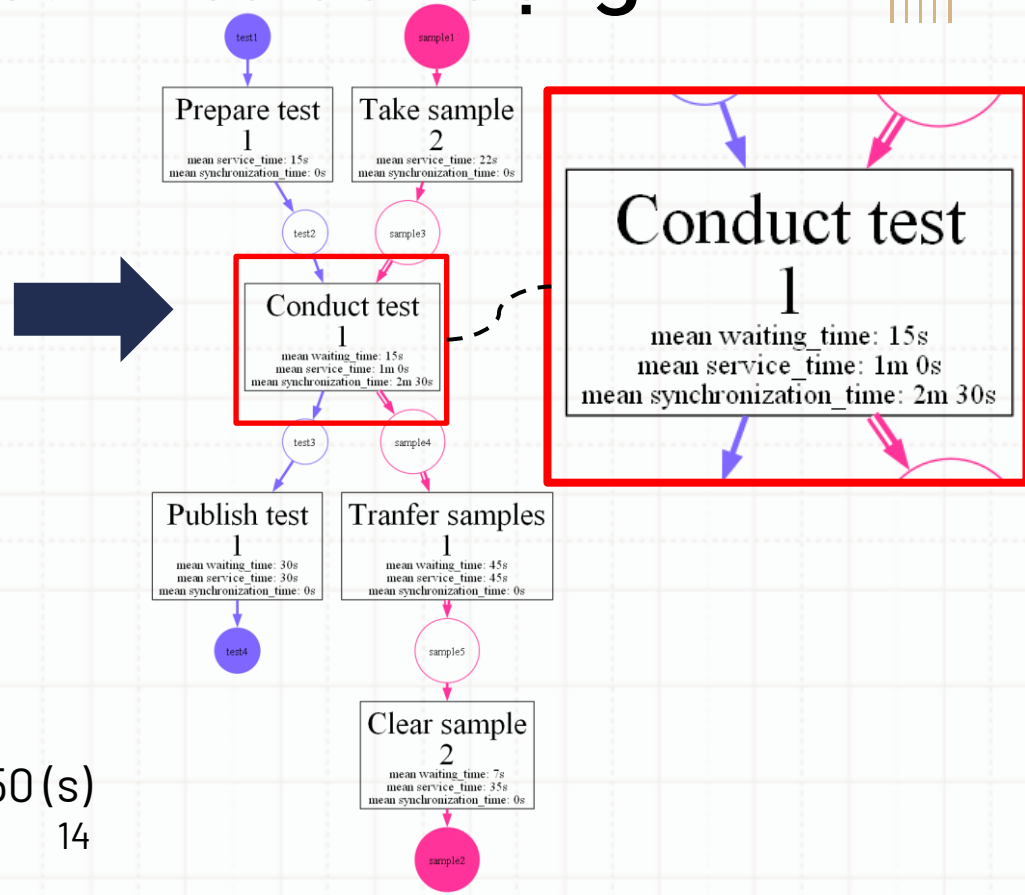 test1
sample1
Prepare test
1
mean service_time: 15s
mean synchronization_time: 0s
Take sample
2
mean service_time: 22s
mean synchronization_time: 0s
test2
sample3
Conduct test
1
mean waiting_time: 15s
mean service_time: 1m 0s
mean synchronization_time: 2m 30s
Conduct test
1
mean waiting_time: 15s
mean service_time: 1m 0s
mean synchronization_time: 2m 30s
test3
sample4
Publish test
1
mean waiting_time: 30s
mean service_time: 30s
mean synchronization_time: 0s
Tranfer samples
1
mean waiting_time: 45s
mean service_time: 45s
mean synchronization_time: 0s
test4
sample5
Clear sample
2
mean waiting_time: 7s
mean service_time: 35s
mean synchronization_time: 0s
50 (s)
14
sample2